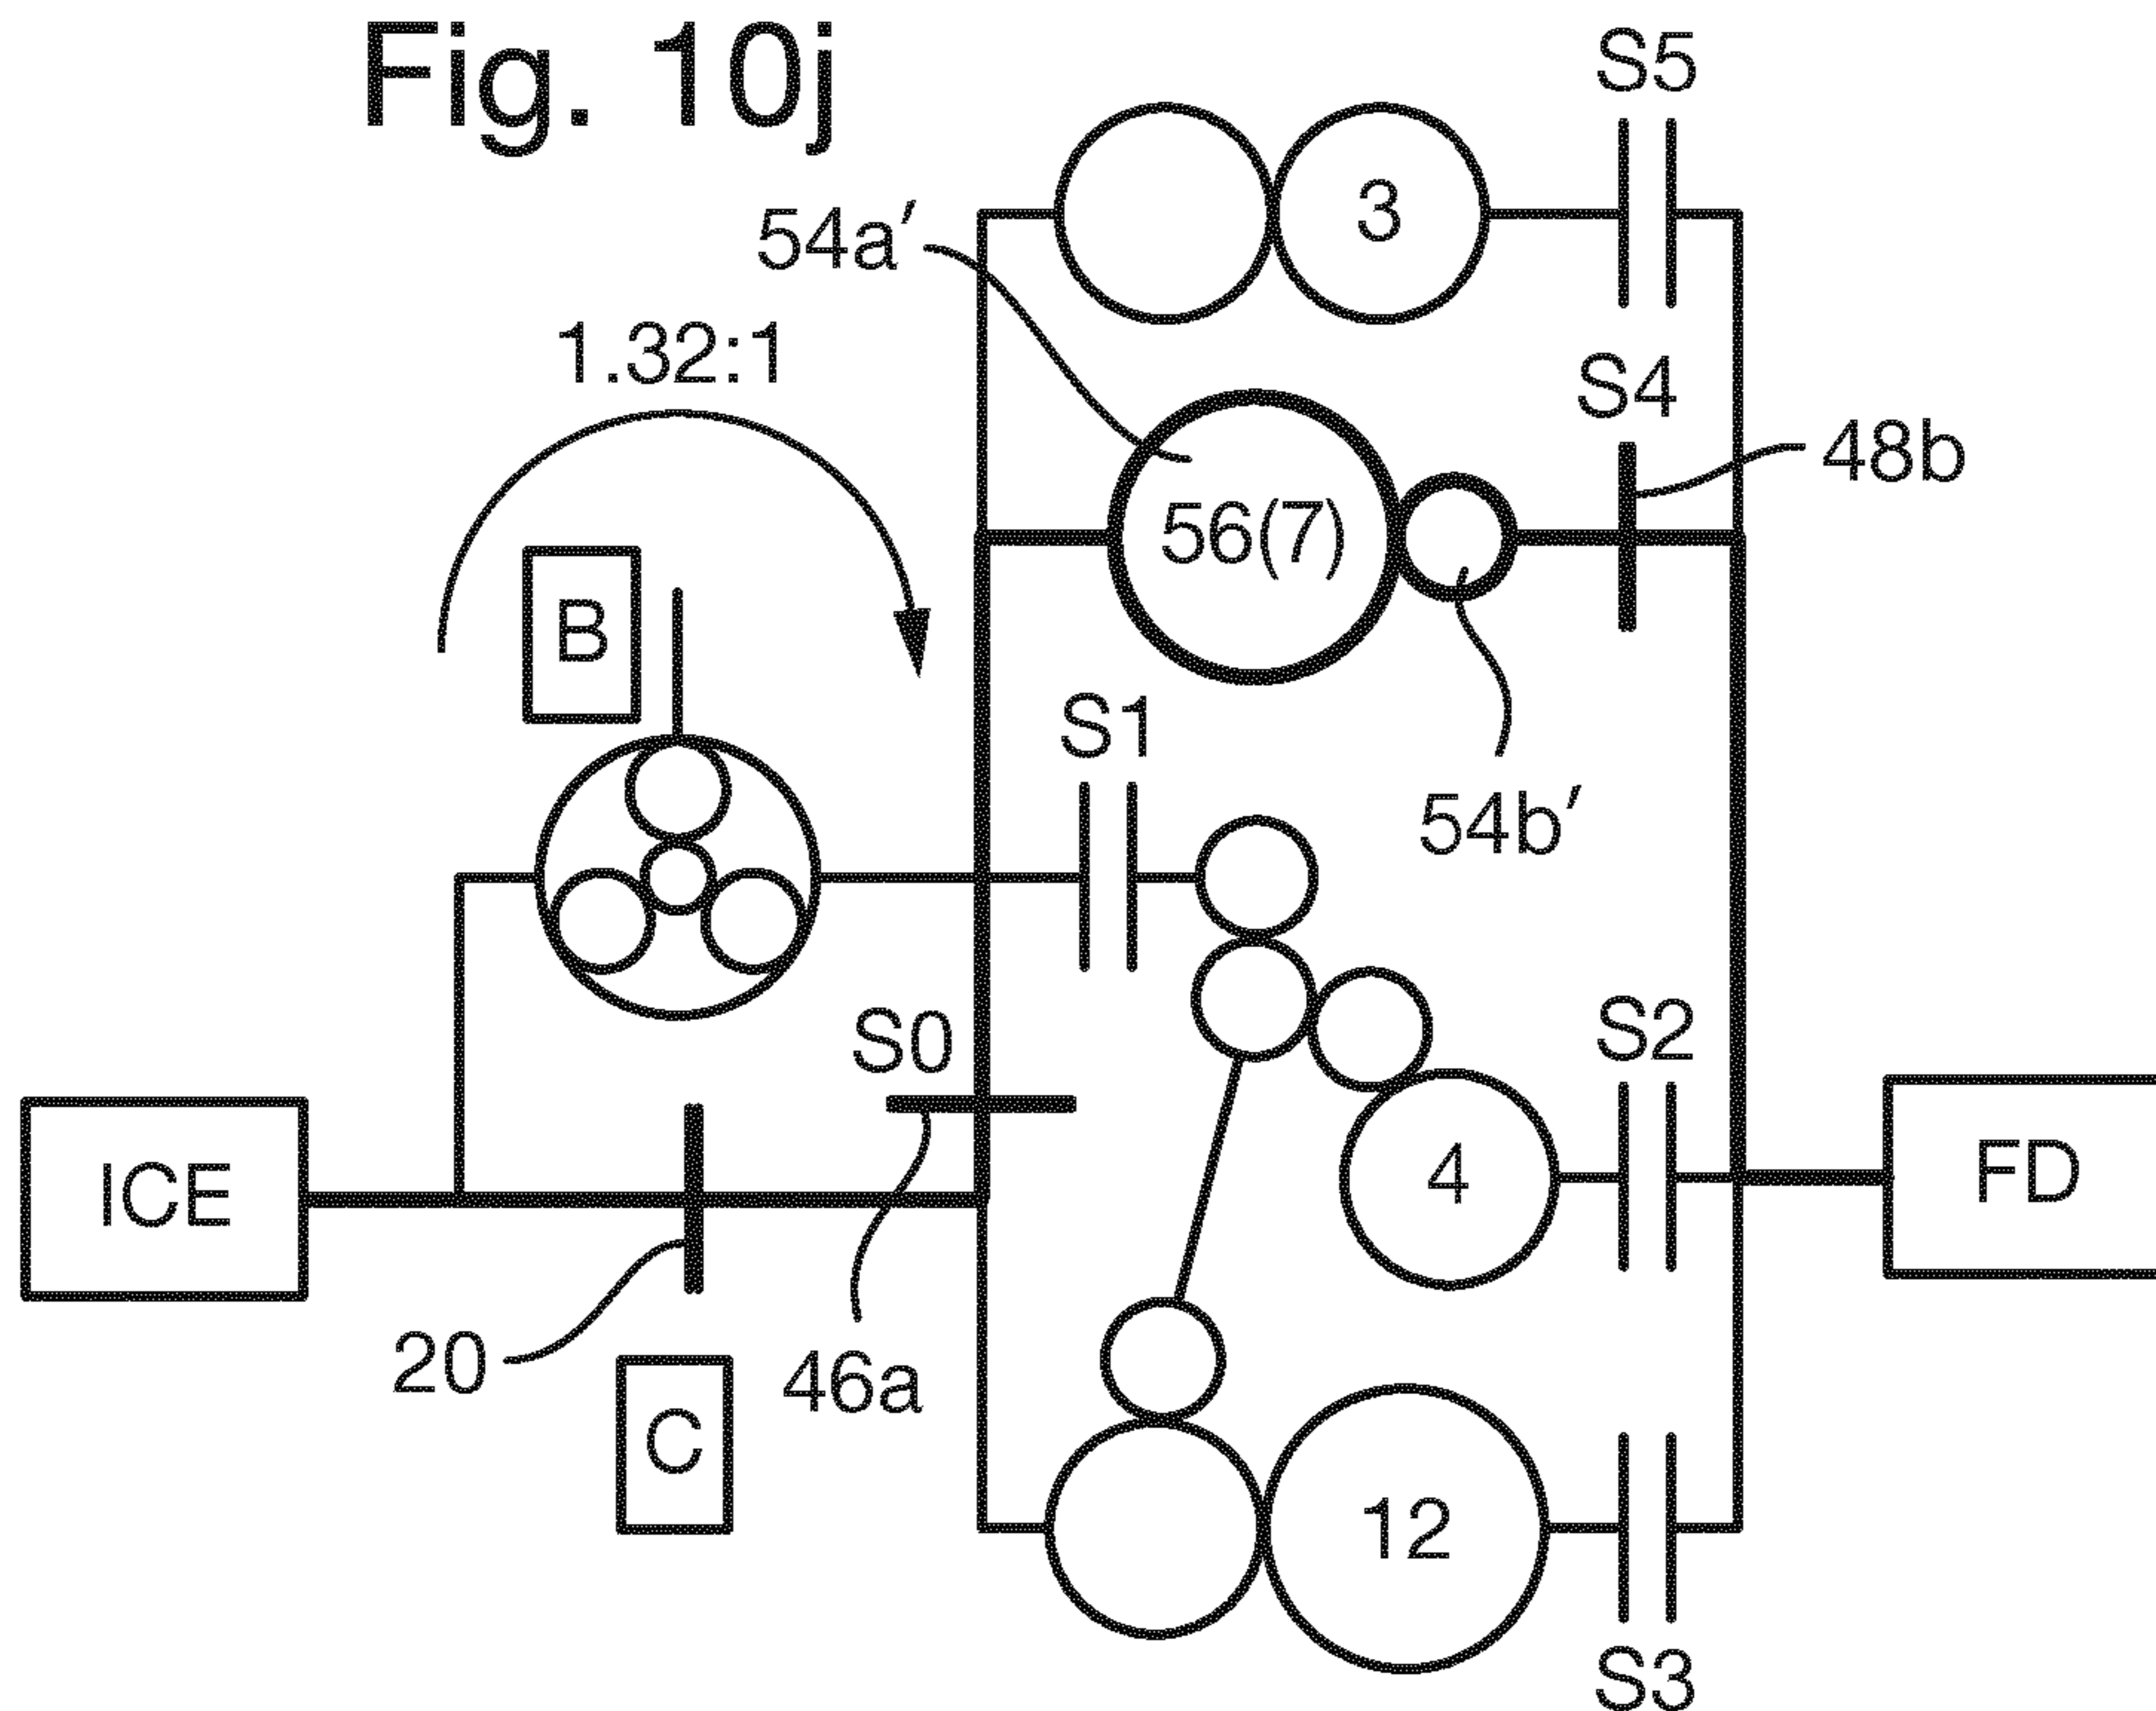 Fig. 10j
S5
3
54a′
1.32:1
S4
48b
56(7)
B
S1
54b′
S0
S2
ICE
4
FD
20
46a
C
12
S3